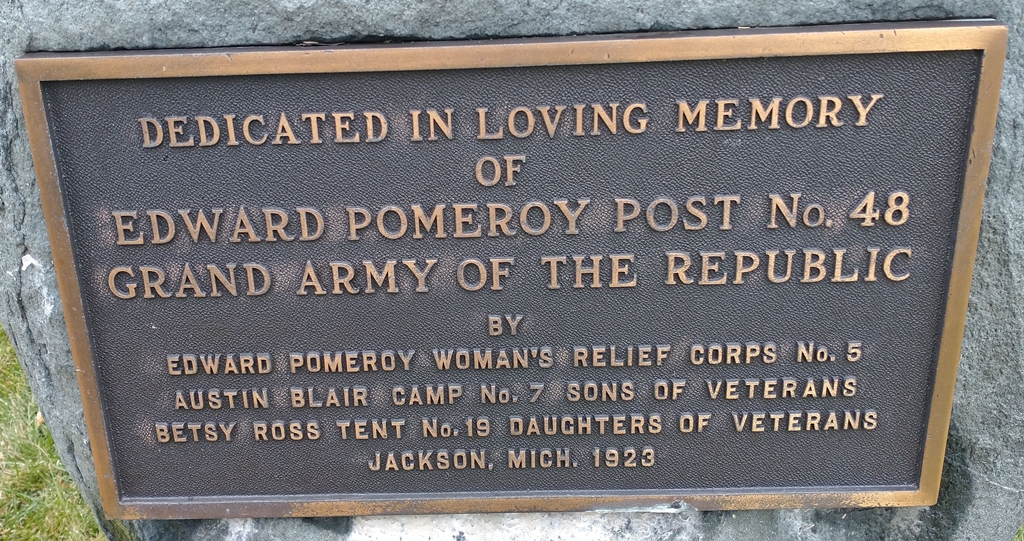 DEDICATED IN LOVING MEMORY
OF
EDWARD POMEROY POST No. 48
GRAND ARMY OF THE REPUBLIC
BY
EDWARD POMEROY WOMAN'S RELIEF CORPS No. 5
AUSTIN BLAIR CAMP No. 7 SONS OF VETERANS
BETSY ROSS TENT No. 19 DAUGHTERS OF VETERANS
JACKSON, MICH. 1923